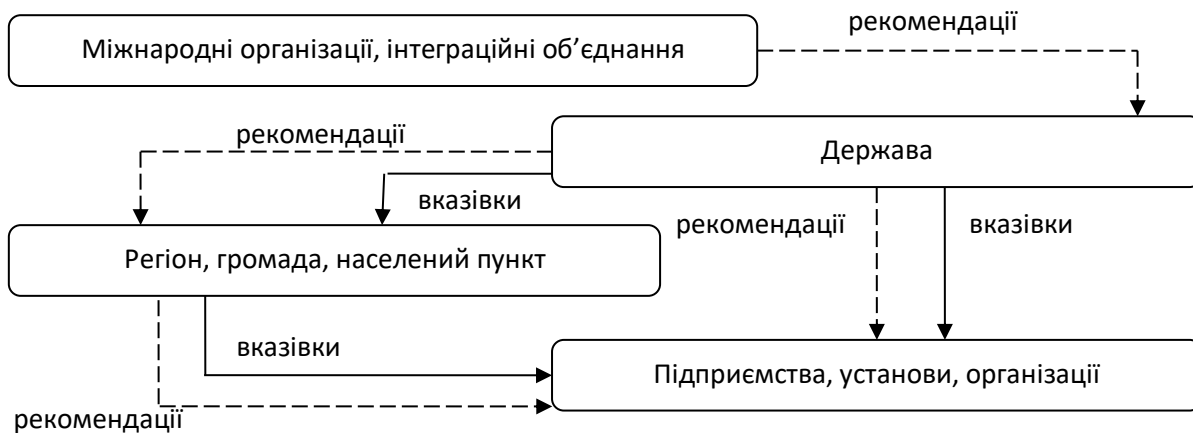 рекомендації
Міжнародні організації, інтеграційні об’єднання
рекомендації
Держава
вказівки
рекомендації
вказівки
Регіон, громада, населений пункт
вказівки
Підприємства, установи, організації
рекомендації